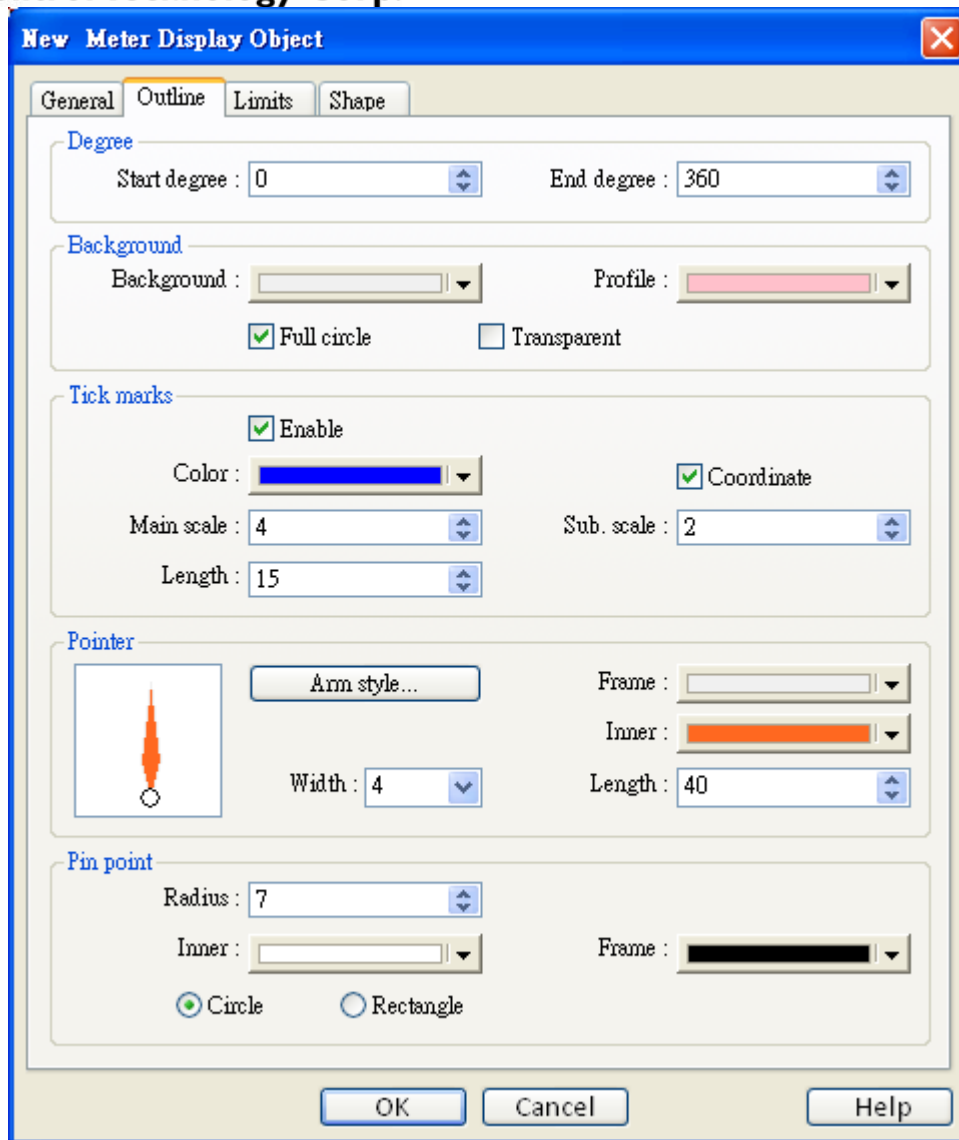 Technology Corp.
New Meter Display Object
General Outline Limits Shape
Degree
Start degree : 0 End degree : 360
Background
Background : Profile :
Full circle Transparent
Tick marks
Enable
Color : Coordinate
Main scale : 4 Sub. scale : 2
Length : 15
Pointer
Arm style... Frame :
Inner :
Width : 4 Length : 40
Pin point
Radius : 7
Inner : Frame :
Circle Rectangle
OK Cancel Help